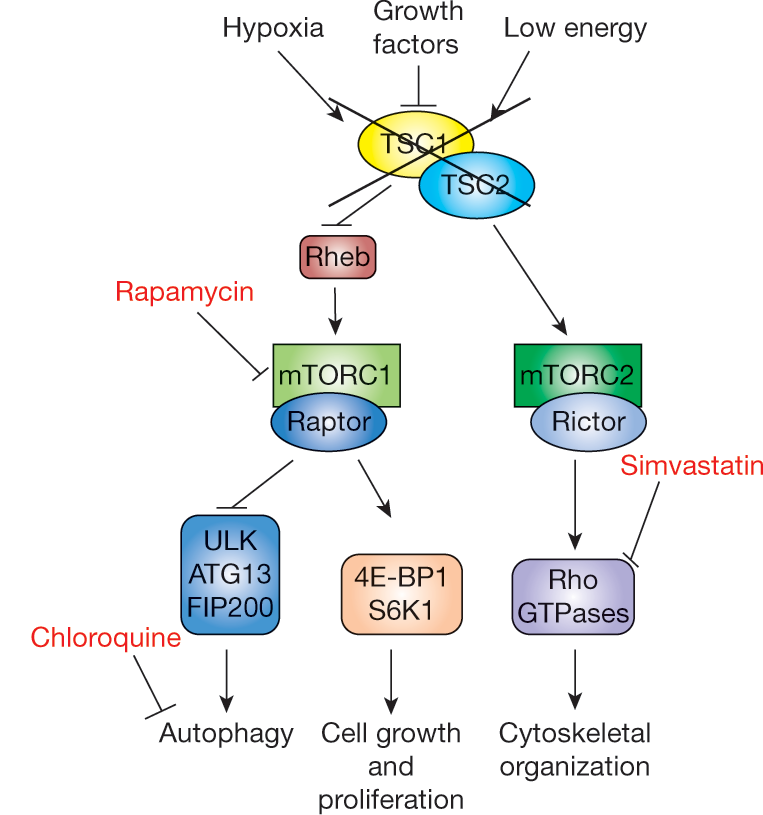 Hypoxia
Growth
factors
Low energy
TSC1
TSC2
Rheb
Rapamycin
mTORC1
Raptor
mTORC2
Rictor
Simvastatin
ULK
ATG13
FIP200
4E-BP1
S6K1
Rho
GTPases
Chloroquine
Autophagy
Cell growth
and
proliferation
Cytoskeletal
organization